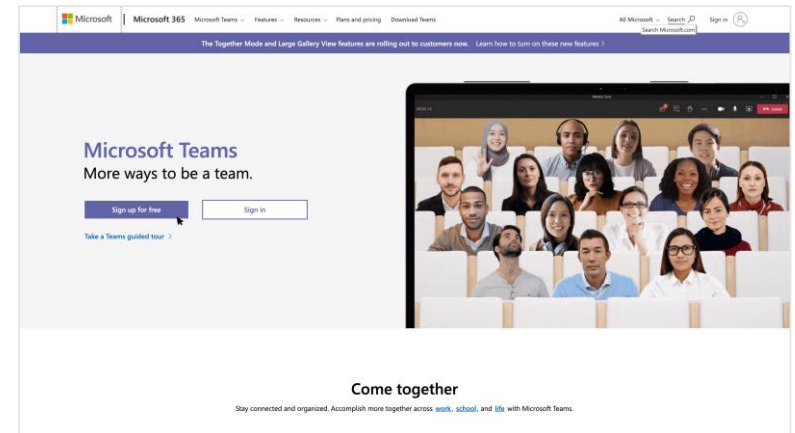 Microsoft | Microsoft 365 Microsoft Teams Features Resources Plans and pricing Download Teams All Microsoft Search Sign in
Search Microsoft.com
The Together Mode and Large Gallery View features are rolling out to customers now. Learn how to turn on these new features >
Microsoft Teams
More ways to be a team.
Sign up for free Sign in
Take a Teams guided tour >
Leave
Come together
Stay connected and organized. Accomplish more together across work, school, and life with Microsoft Teams.